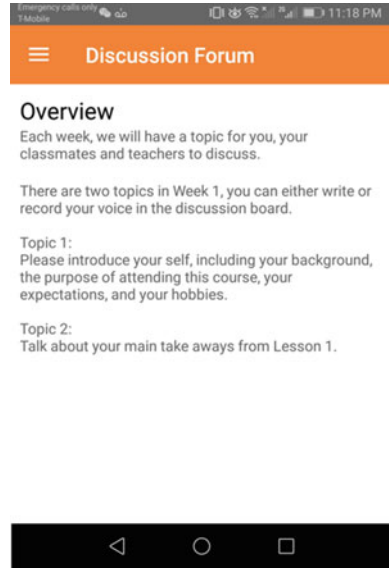 Emergency calls only
T-Mobile
11:18 PM
Discussion Forum
Overview
Each week, we will have a topic for you, your
classmates and teachers to discuss.
There are two topics in Week 1, you can either write or
record your voice in the discussion board.
Topic 1:
Please introduce your self, including your background,
the purpose of attending this course, your
expectations, and your hobbies.
Topic 2:
Talk about your main take aways from Lesson 1.